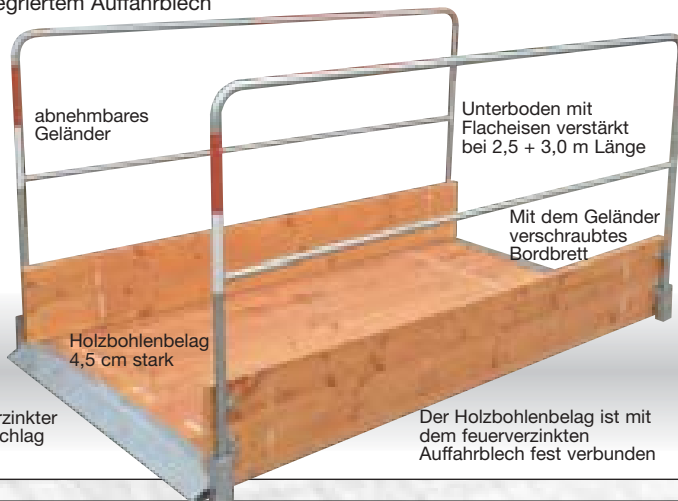 Auffahrblech
abnehmbares
Geländer
Unterboden mit
Flacheisen verstärkt
bei 2,5 + 3,0 m Länge
Mit dem Geländer
verschraubtes
Bordbrett
Holzbohlenbelag
4,5 cm stark
Der Holzbohlenbelag ist mit
dem feuerverzinkten
Auffahrblech fest verbunden